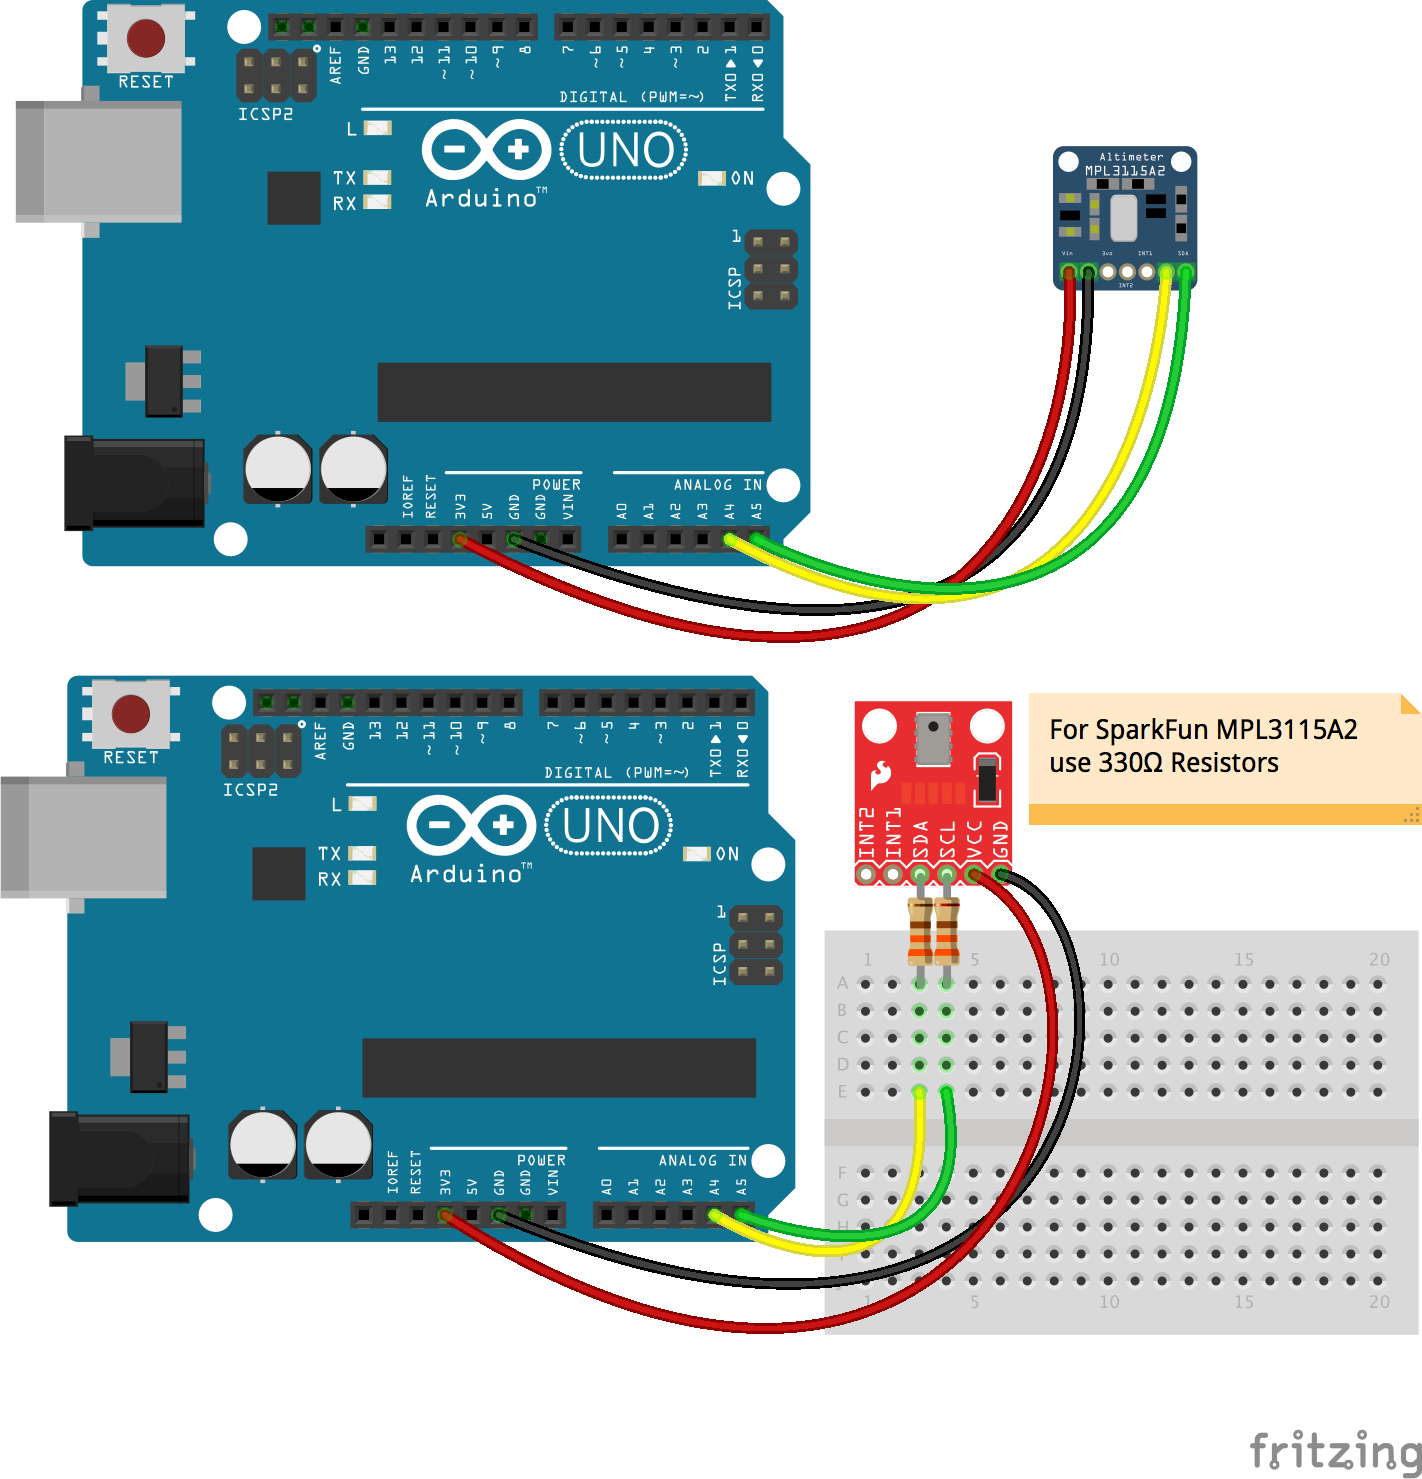 RESET
ICSP2
AREF
GND
13
12
~11
~10
~9
8
7
~6
~5
4
~3
2
TX0▶1
RX0◀0
DIGITAL (PWM=~)
L
TX
RX
UNO
Arduino™
ON
1
ICSP
IOREF
RESET
3V3
5V
GND
GND
VIN
POWER
A0
A1
A2
A3
A4
A5
ANALOG IN
Altimeter
MPL3115A2
Vin
3vo
INT1
SDA
INT2
RESET
ICSP2
AREF
GND
13
12
~11
~10
~9
8
7
~6
~5
4
~3
2
TX0▶1
RX0◀0
DIGITAL (PWM=~)
L
TX
RX
UNO
Arduino™
ON
1
ICSP
IOREF
RESET
3V3
5V
GND
GND
VIN
POWER
A0
A1
A2
A3
A4
A5
ANALOG IN
INT2
INT1
SDA
SCL
VCC
GND
For SparkFun MPL3115A2
use 330Ω Resistors
1 5 10 15 20
A
B
C
D
E
F
G
H
1 5 10 15 20
fritzing